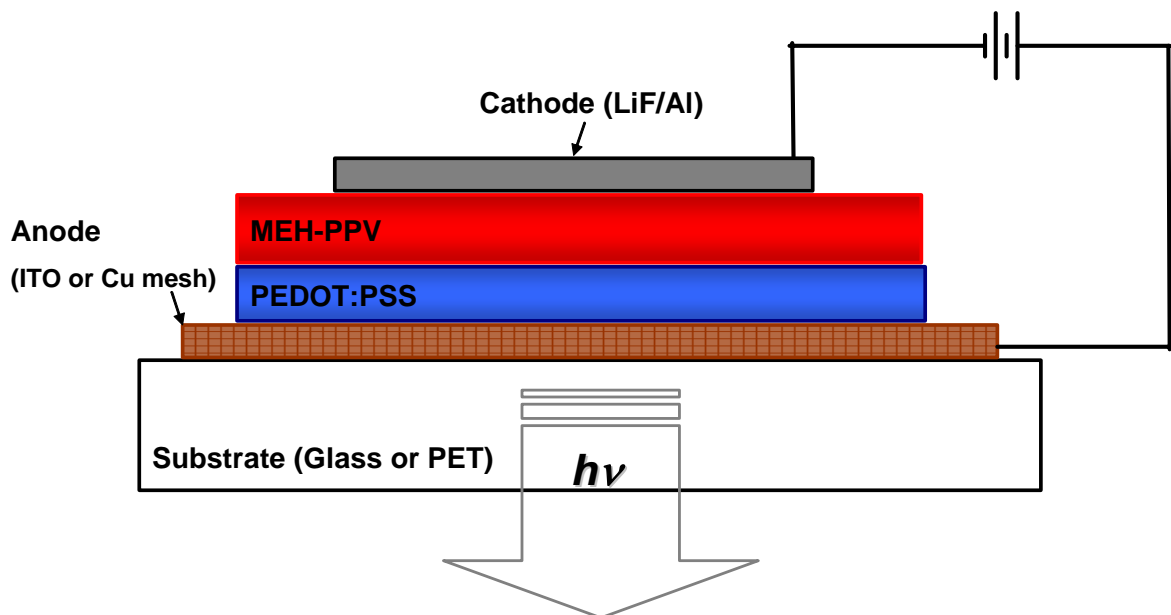 Cathode (LiF/Al)
MEH-PPV
Anode
(ITO or Cu mesh)
PEDOT:PSS
Substrate (Glass or PET)
hν